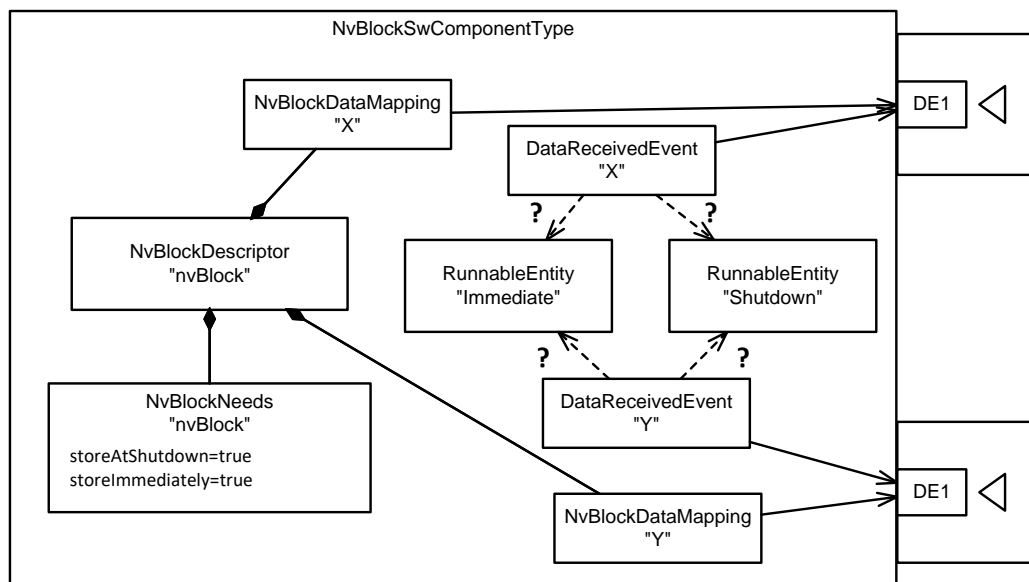 NvBlockSwComponentType
NvBlockDataMapping
"X"
DE1
DataReceivedEvent
"X"
?
?
NvBlockDescriptor
"nvBlock"
RunnableEntity
"Immediate"
RunnableEntity
"Shutdown"
?
?
NvBlockNeeds
"nvBlock"
storeAtShutdown=true
storeImmediately=true
DataReceivedEvent
"Y"
DE1
NvBlockDataMapping
"Y"